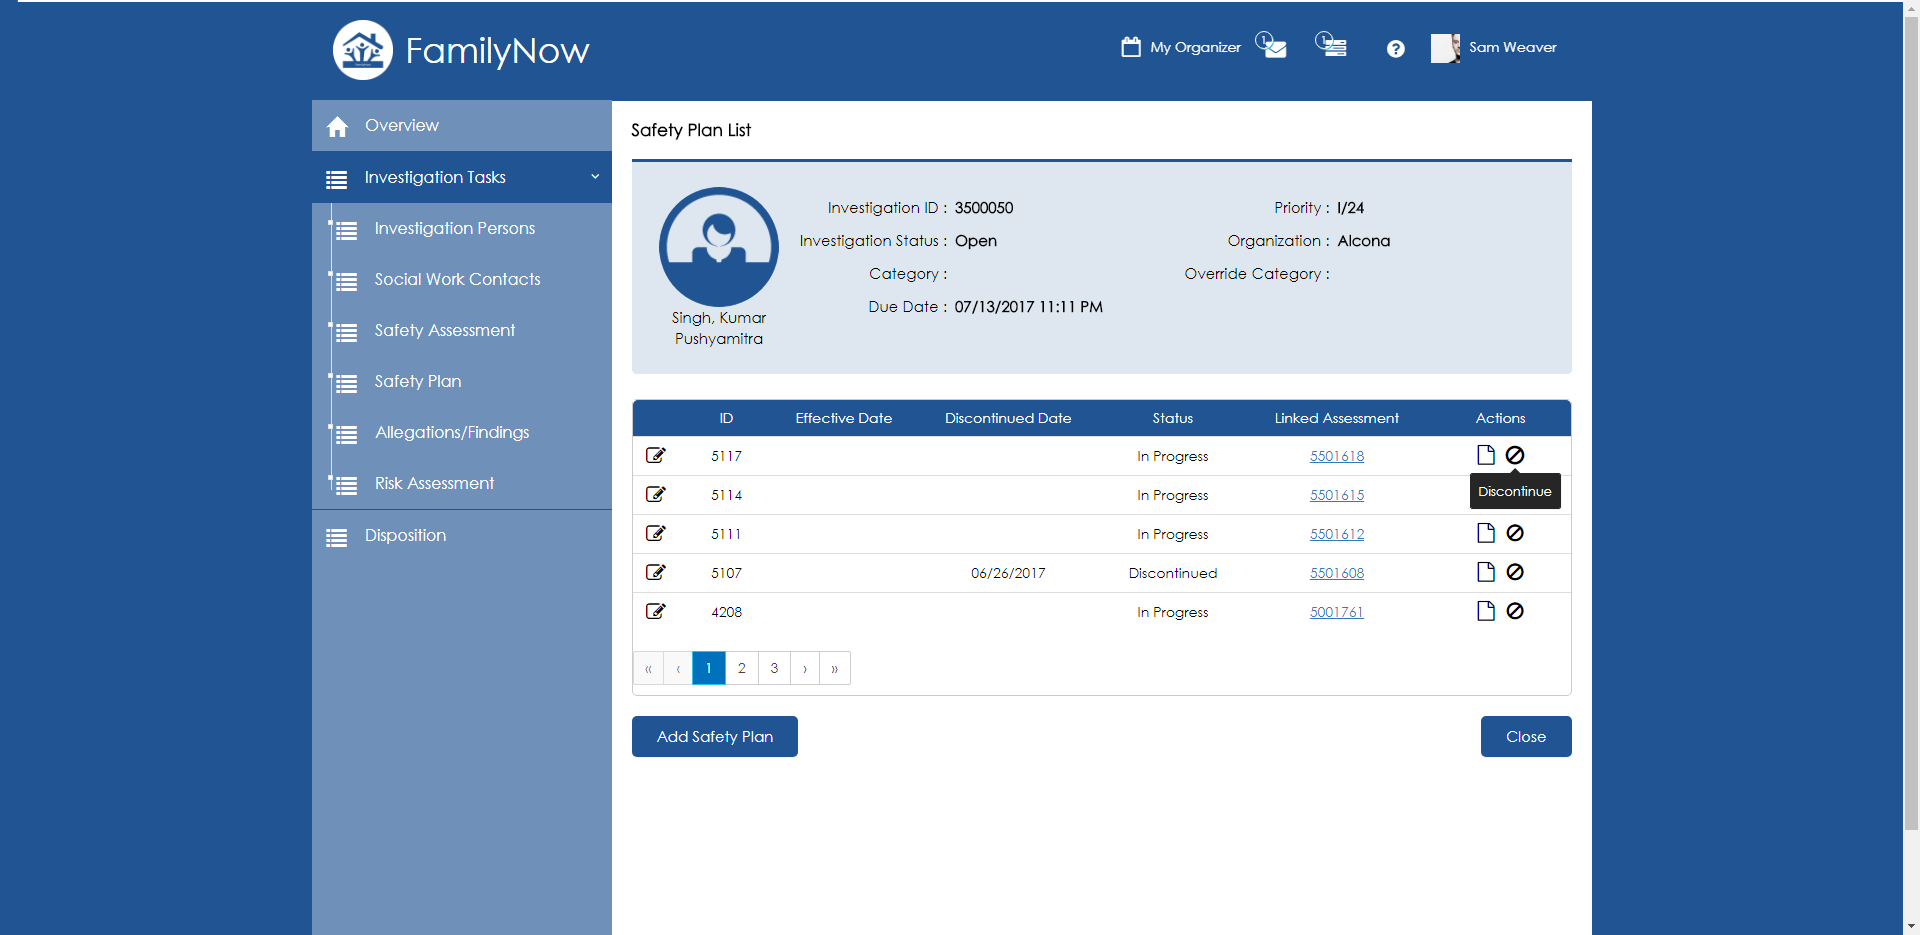 FamilyNow
My Organizer 1 1 ? Sam Weaver
Overview
Investigation Tasks
Investigation Persons
Social Work Contacts
Safety Assessment
Safety Plan
Allegations/Findings
Risk Assessment
Disposition
Safety Plan List
Singh, Kumar
Pushyamitra
Investigation ID : 3500050
Investigation Status : Open
Category :
Due Date : 07/13/2017 11:11 PM
Priority : I/24
Organization : Alcona
Override Category :
ID Effective Date Discontinued Date Status Linked Assessment Actions
5117 In Progress 5501618
Discontinue
5114 In Progress 5501615
5111 In Progress 5501612
5107 06/26/2017 Discontinued 5501608
4208 In Progress 5001761
« ‹ 1 2 3 › »
Add Safety Plan Close